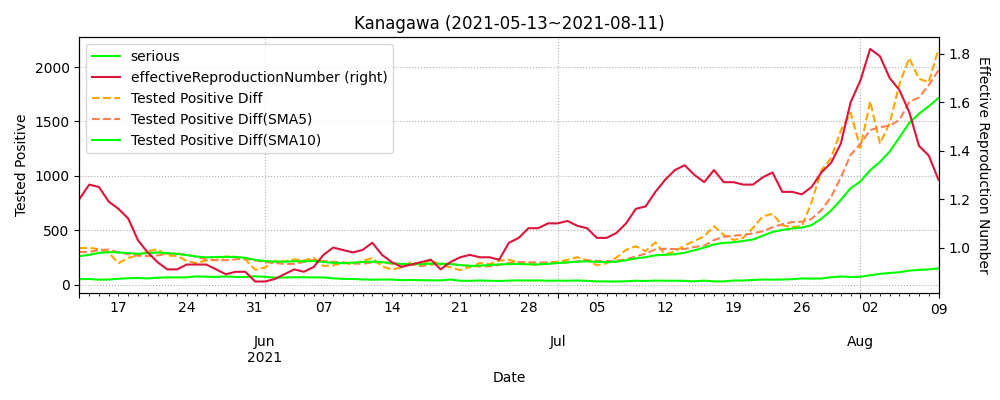 Kanagawa (2021-05-13~2021-08-11)
serious
effectiveReproductionNumber (right)
Tested Positive Diff
Tested Positive Diff(SMA5)
Tested Positive Diff(SMA10)
Tested Positive
2000
1500
1000
500
0
Effective Reproduction Number
1.8
1.6
1.4
1.2
1.0
17 24 31 07 14 21 28 05 12 19 26 02 09
Jun Jul Aug
2021
Date